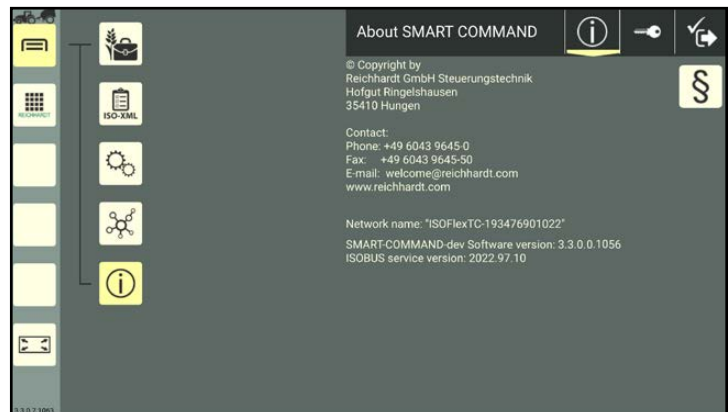 About SMART COMMAND
© Copyright by
Reichhardt GmbH Steuerungstechnik
Hofgut Ringelshausen
35410 Hungen
Contact:
Phone: +49 6043 9645-0
Fax: +49 6043 9645-50
E-mail: welcome@reichhardt.com
www.reichhardt.com
Network name: "ISOFlexTC-193476901022"
SMART-COMMAND-dev Software version: 3.3.0.0.1056
ISOBUS service version: 2022.97.10
REICHHARDT
ISO-XML
§